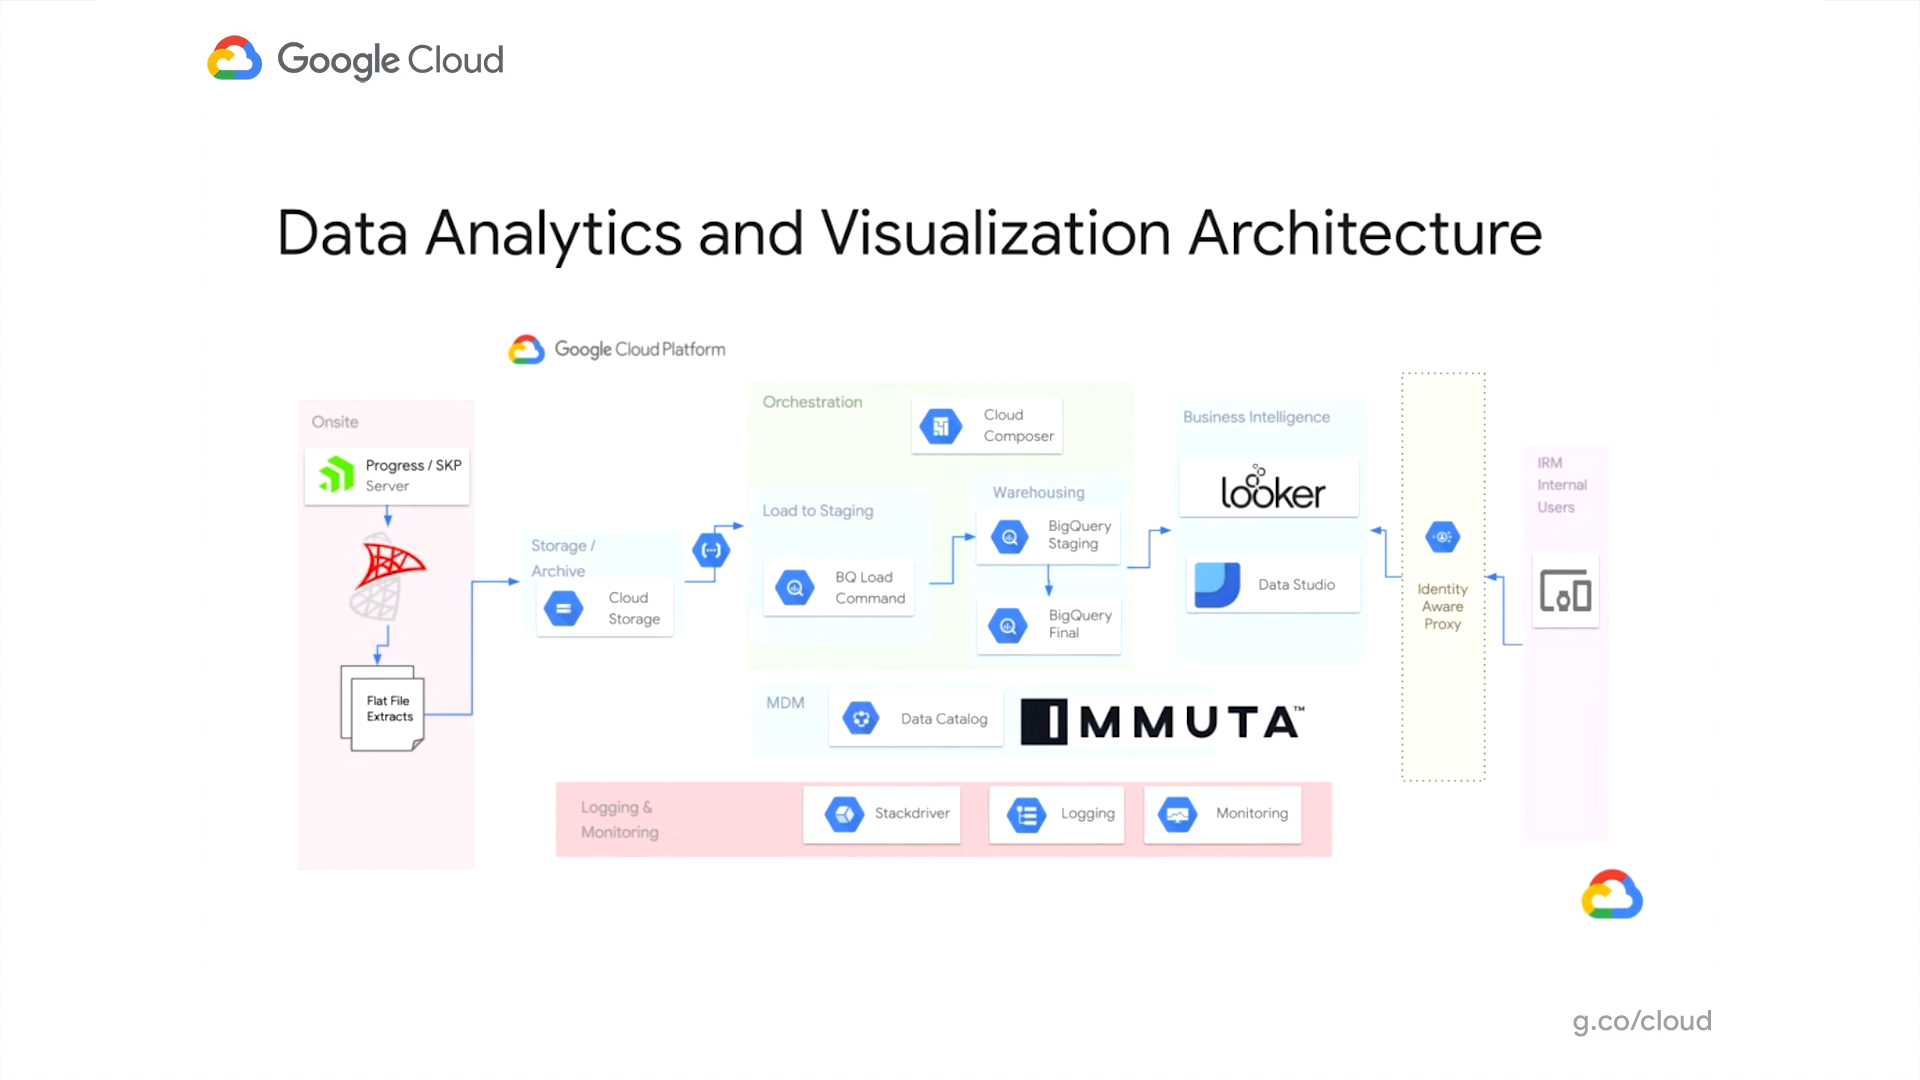 Google Cloud
Data Analytics and Visualization Architecture
Google Cloud Platform
Onsite
Progress / SKP
Server
Flat File
Extracts
Storage /
Archive
Cloud
Storage
Orchestration
Cloud
Composer
Load to Staging
BQ Load
Command
Warehousing
BigQuery
Staging
BigQuery
Final
Business Intelligence
looker
Data Studio
Identity
Aware
Proxy
IRM
Internal
Users
MDM
Data Catalog
IMMUTA™
Logging &
Monitoring
Stackdriver
Logging
Monitoring
g.co/cloud